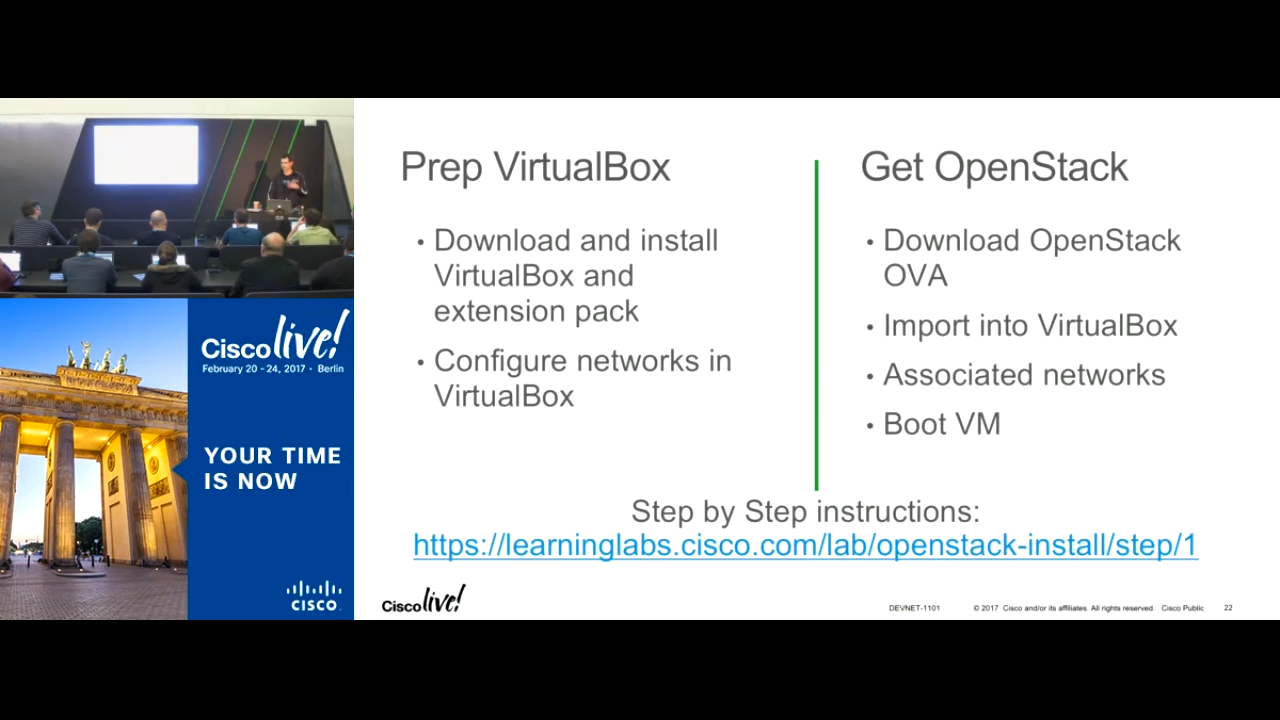 Cisco live!
February 20 - 24, 2017 • Berlin
YOUR TIME
IS NOW
CISCO.
Prep VirtualBox
• Download and install
VirtualBox and
extension pack
• Configure networks in
VirtualBox
Get OpenStack
• Download OpenStack
OVA
• Import into VirtualBox
• Associated networks
• Boot VM
Step by Step instructions:
https://learninglabs.cisco.com/lab/openstack-install/step/1
Cisco live!
DEVNET-1101 © 2017 Cisco and/or its affiliates. All rights reserved. Cisco Public 22